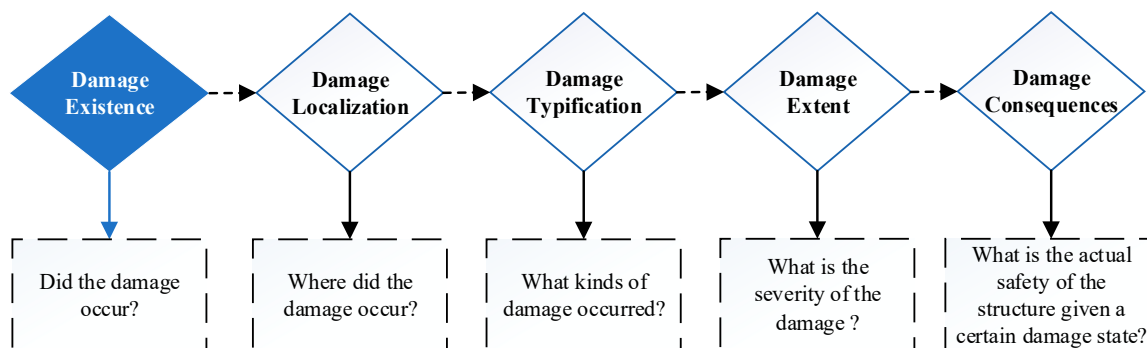 Damage
Existence
Damage
Localization
Damage
Typification
Damage
Extent
Damage
Consequences
Did the damage
occur?
Where did the
damage occur?
What kinds of
damage occurred?
What is the
severity of the
damage ?
What is the actual
safety of the
structure given a
certain damage state?